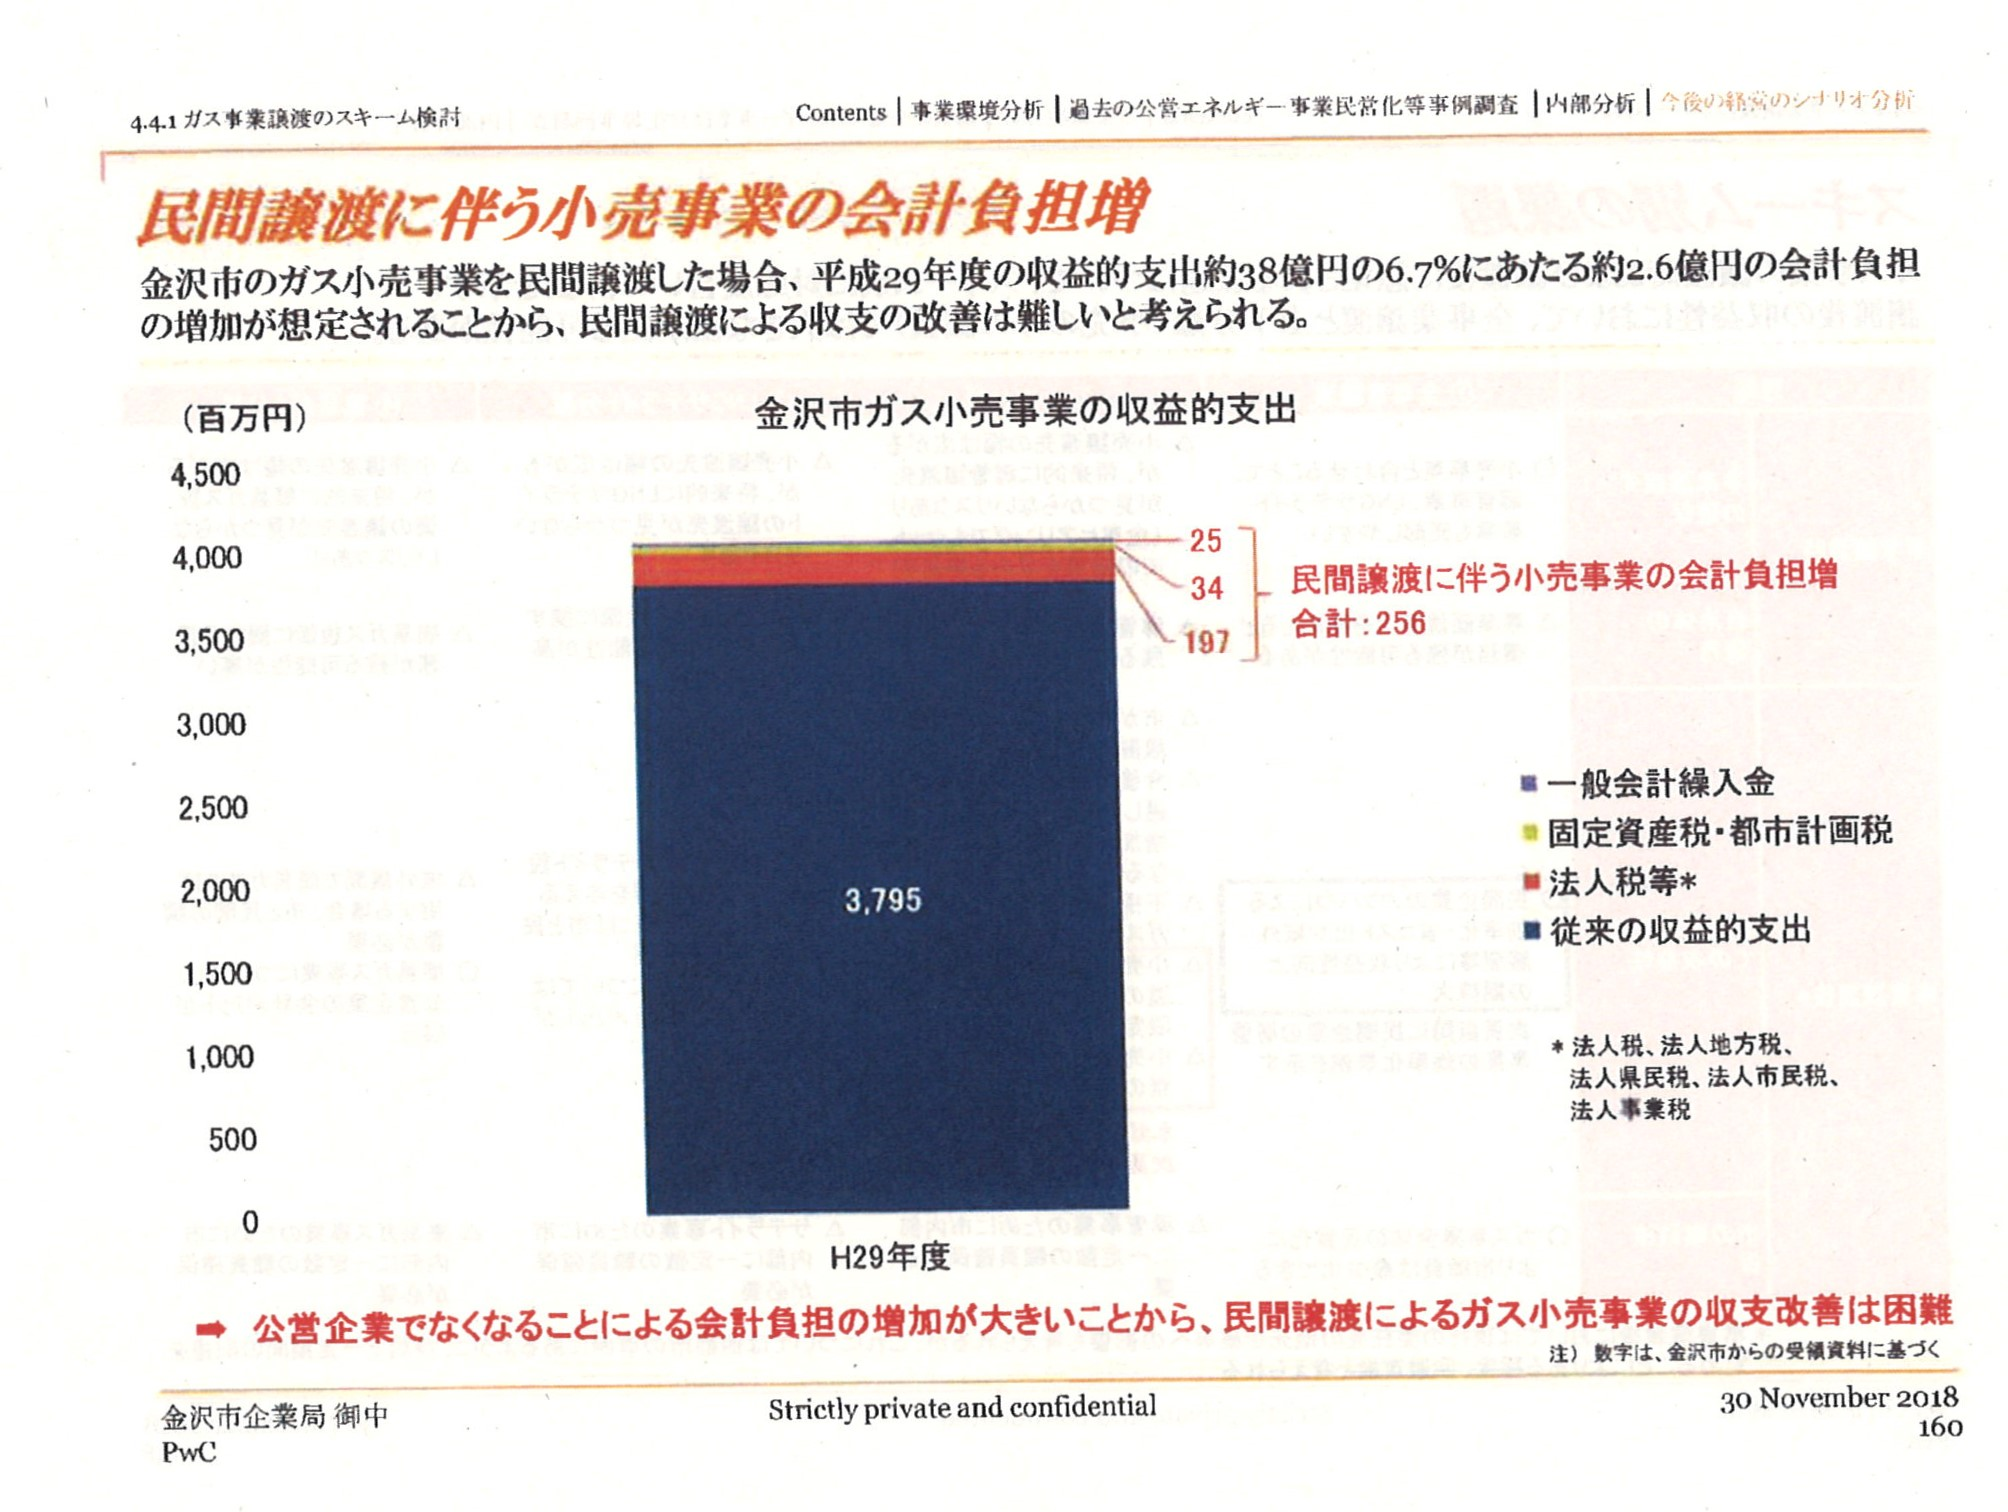 4.4.1 ガス事業譲渡のスキーム検討
Contents | 事業環境分析 | 過去の公営エネルギー事業民営化等事例調査 | 内部分析 | 今後の経営のシナリオ分析
民間譲渡に伴う小売事業の会計負担増
金沢市のガス小売事業を民間譲渡した場合、平成29年度の収益的支出約38億円の6.7%にあたる約2.6億円の会計負担
の増加が想定されることから、民間譲渡による収支の改善は難しいと考えられる。
（百万円）
金沢市ガス小売事業の収益的支出
4,500
4,000
3,500
3,000
2,500
2,000
1,500
1,000
500
0
25
34
197
民間譲渡に伴う小売事業の会計負担増
合計：256
3,795
H29年度
一般会計繰入金
固定資産税・都市計画税
法人税等*
従来の収益的支出
* 法人税、法人地方税、
法人県民税、法人市民税、
法人事業税
➡ 公営企業でなくなることによる会計負担の増加が大きいことから、民間譲渡によるガス小売事業の収支改善は困難
注） 数字は、金沢市からの受領資料に基づく
金沢市企業局 御中
PwC
Strictly private and confidential
30 November 2018
160